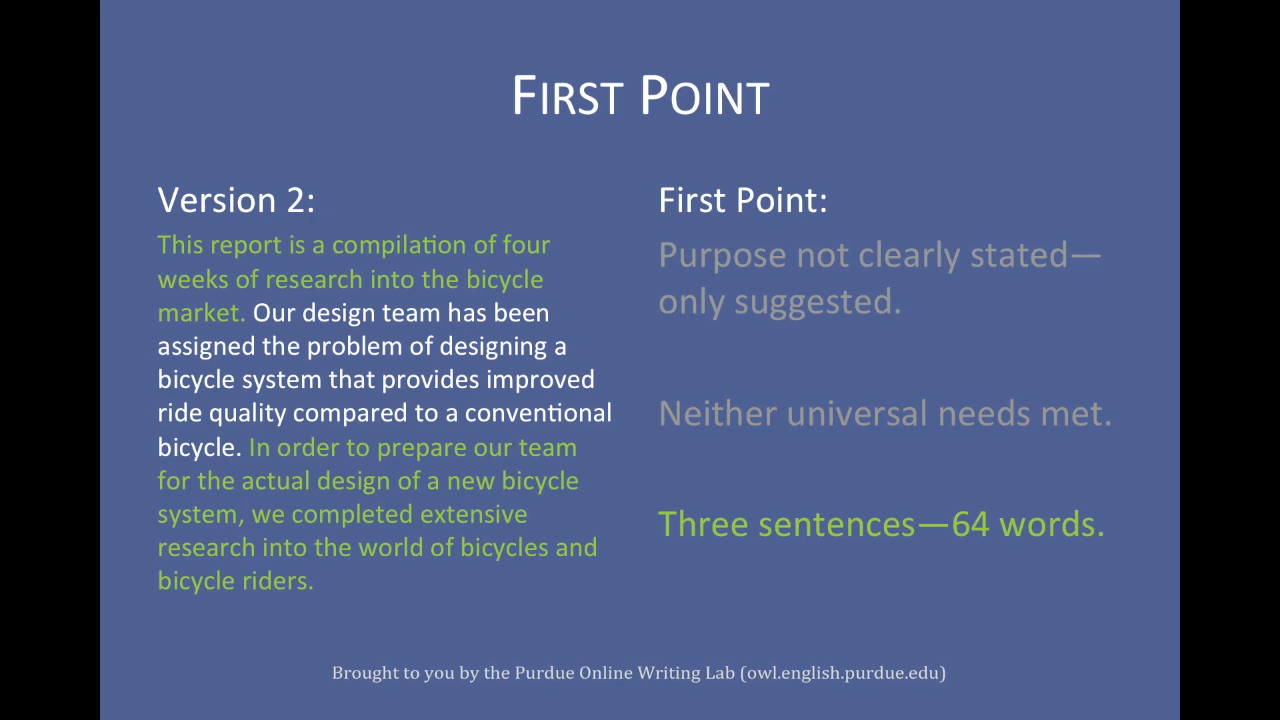 First Point
Version 2:
This report is a compilation of four
weeks of research into the bicycle
market. Our design team has been
assigned the problem of designing a
bicycle system that provides improved
ride quality compared to a conventional
bicycle. In order to prepare our team
for the actual design of a new bicycle
system, we completed extensive
research into the world of bicycles and
bicycle riders.
First Point:
Purpose not clearly stated—
only suggested.
Neither universal needs met.
Three sentences—64 words.
Brought to you by the Purdue Online Writing Lab (owl.english.purdue.edu)